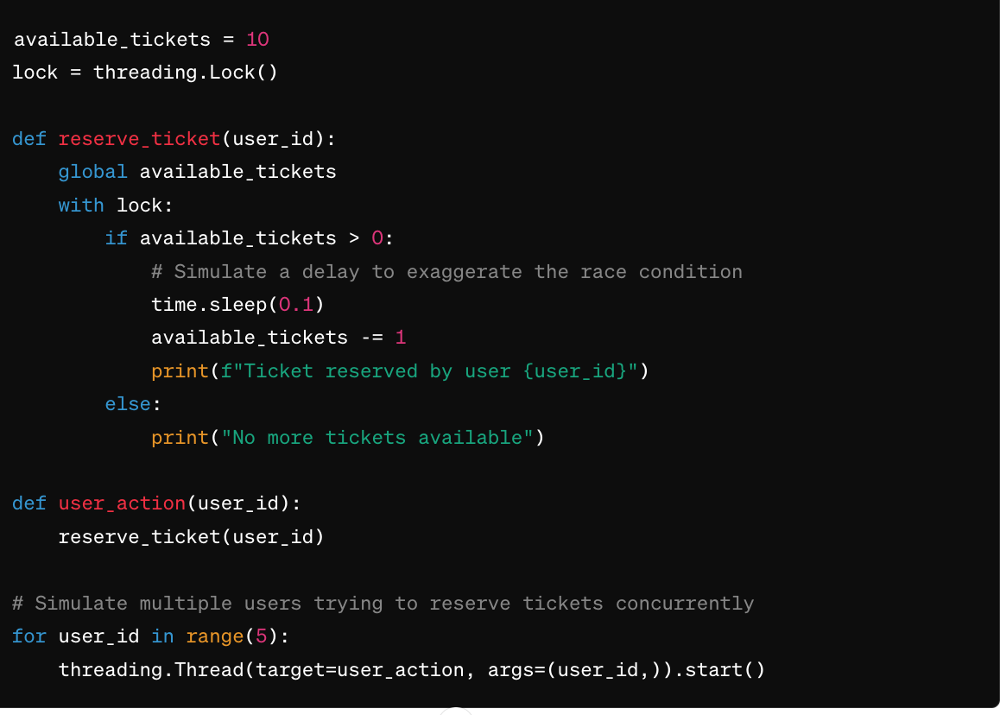 available_tickets = 10
lock = threading.Lock()

def reserve_ticket(user_id):
    global available_tickets
    with lock:
        if available_tickets > 0:
            # Simulate a delay to exaggerate the race condition
            time.sleep(0.1)
            available_tickets -= 1
            print(f"Ticket reserved by user {user_id}")
        else:
            print("No more tickets available")

def user_action(user_id):
    reserve_ticket(user_id)

# Simulate multiple users trying to reserve tickets concurrently
for user_id in range(5):
    threading.Thread(target=user_action, args=(user_id,)).start()